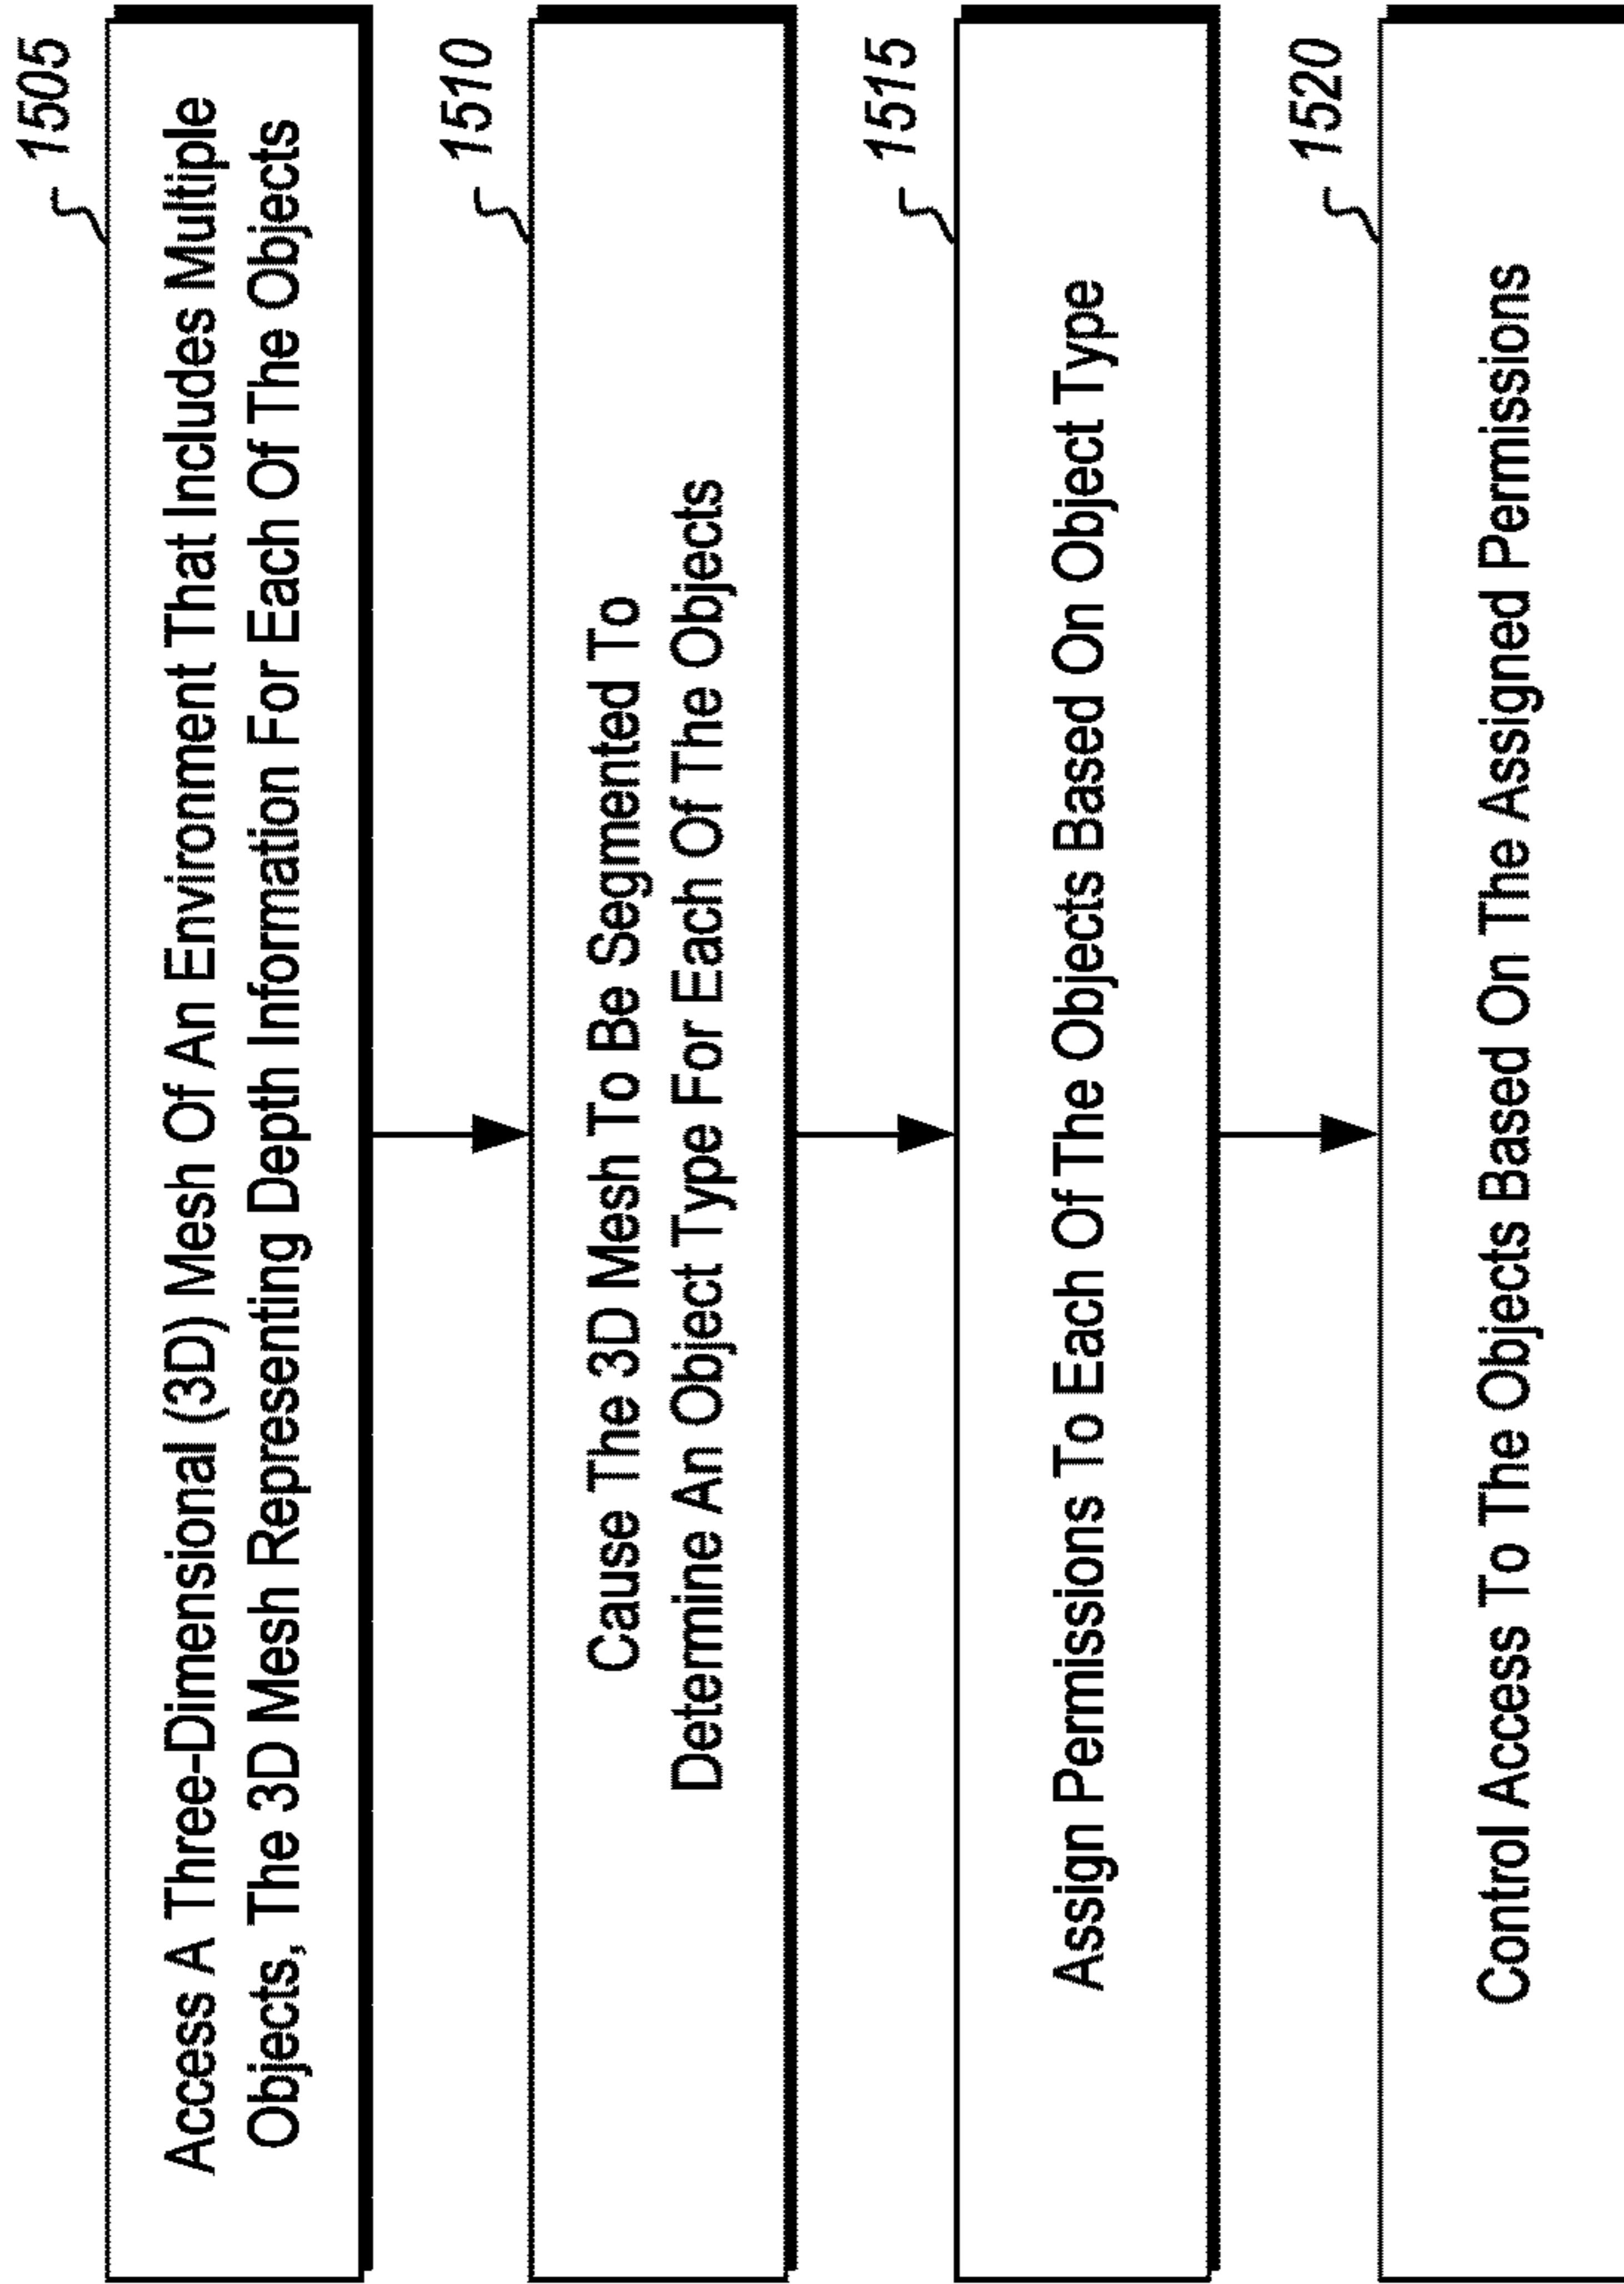 1505
Access A Three-Dimensional (3D) Mesh Of An Environment That Includes Multiple
Objects, The 3D Mesh Representing Depth Information For Each Of The Objects
1510
Cause The 3D Mesh To Be Segmented To
Determine An Object Type For Each Of The Objects
1515
Assign Permissions To Each Of The Objects Based On Object Type
1520
Control Access To The Objects Based On The Assigned Permissions